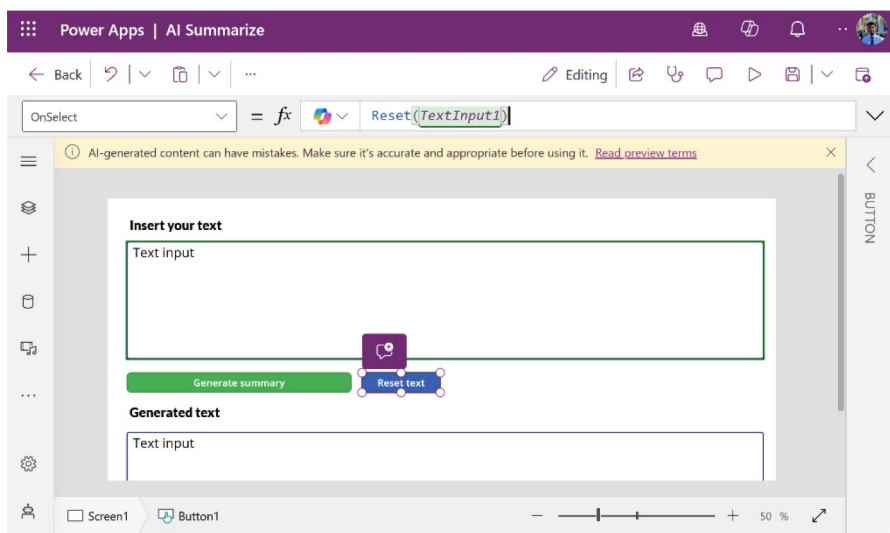 Power Apps | AI Summarize
Back
...
Editing
OnSelect
= fx
Reset(TextInput1)
AI-generated content can have mistakes. Make sure it's accurate and appropriate before using it. Read preview terms
BUTTON
Insert your text
Text input
Generate summary
Reset text
Generated text
Text input
Screen1
Button1
50 %